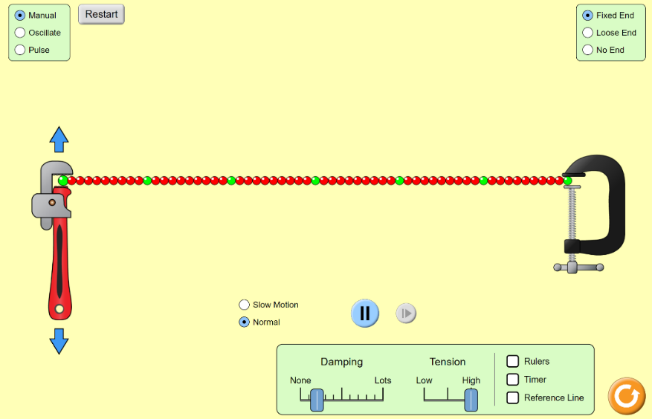 Manual
Restart
Fixed End
Oscillate
Loose End
Pulse
No End
Slow Motion
Normal
Damping
Tension
Rulers
None
Lots
Low
High
Timer
Reference Line